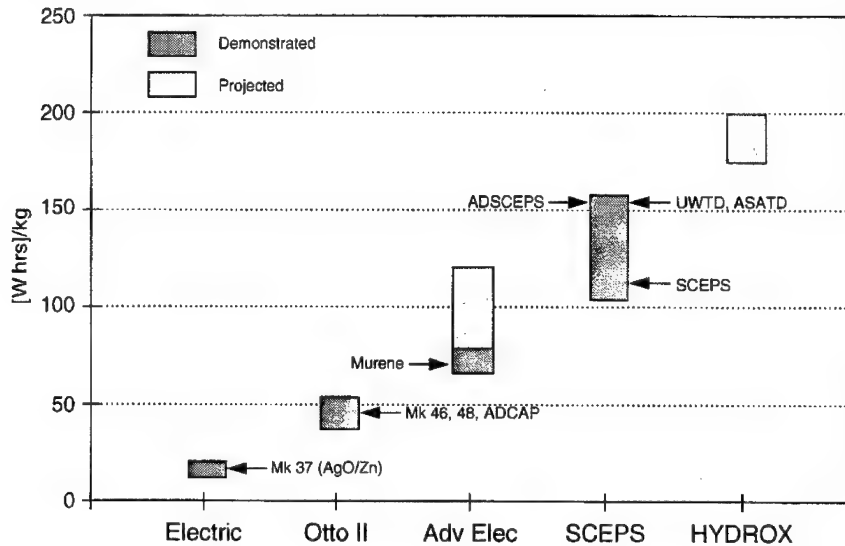 250
200
150
100
50
0
[W hrs]/kg
Demonstrated
Projected
ADSCEPS
UWTD, ASATD
SCEPS
Murene
Mk 46, 48, ADCAP
Mk 37 (AgO/Zn)
Electric
Otto II
Adv Elec
SCEPS
HYDROX